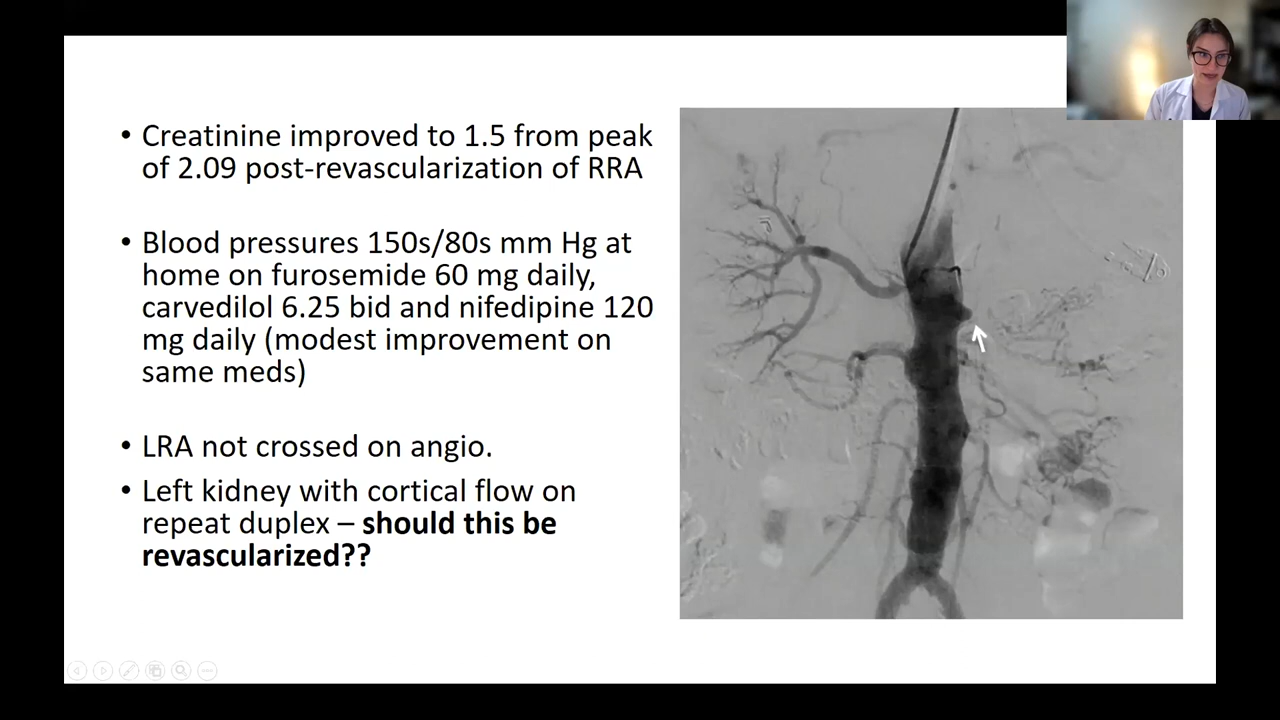 • Creatinine improved to 1.5 from peak
of 2.09 post-revascularization of RRA
• Blood pressures 150s/80s mm Hg at
home on furosemide 60 mg daily,
carvedilol 6.25 bid and nifedipine 120
mg daily (modest improvement on
same meds)
• LRA not crossed on angio.
• Left kidney with cortical flow on
repeat duplex – should this be
revascularized??